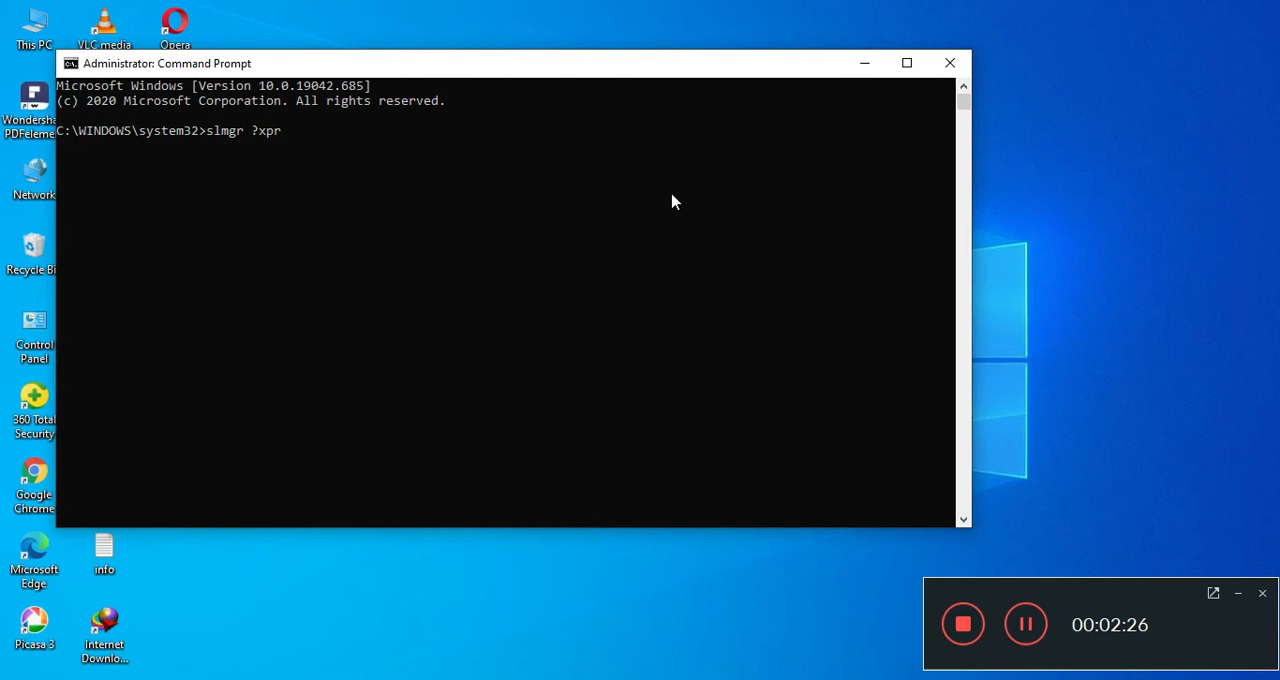 This PC
VLC media
Opera
Administrator: Command Prompt
Microsoft Windows [Version 10.0.19042.685]
(c) 2020 Microsoft Corporation. All rights reserved.
C:\WINDOWS\system32>slmgr ?xpr
Wondersha
PDFeleme
Network
Recycle Bi
Control
Panel
360 Total
Security
Google
Chrome
Microsoft
Edge
info
Picasa 3
Internet
Downlo...
00:02:26